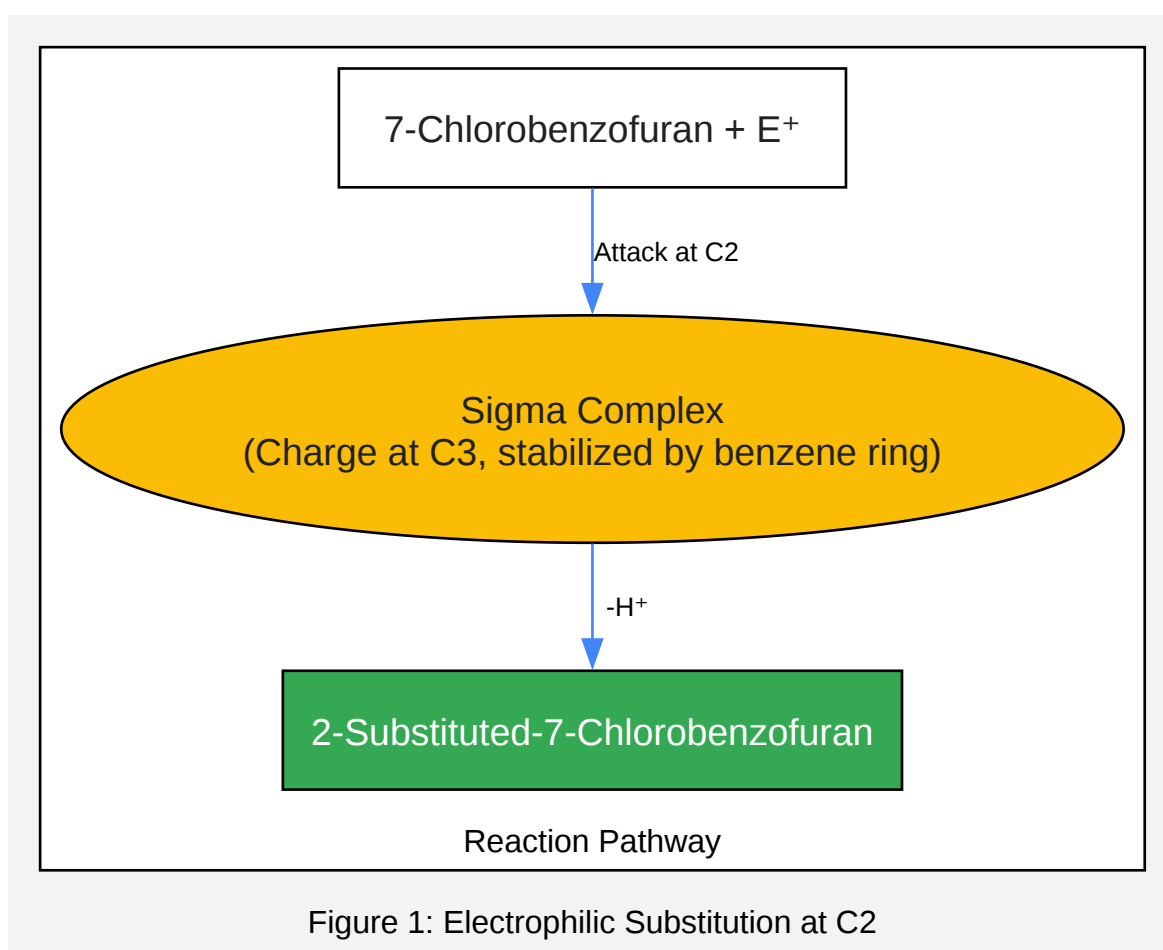 7-Chlorobenzofuran + E⁺
Attack at C2
Sigma Complex
(Charge at C3, stabilized by benzene ring)
-H⁺
2-Substituted-7-Chlorobenzofuran
Reaction Pathway
Figure 1: Electrophilic Substitution at C2